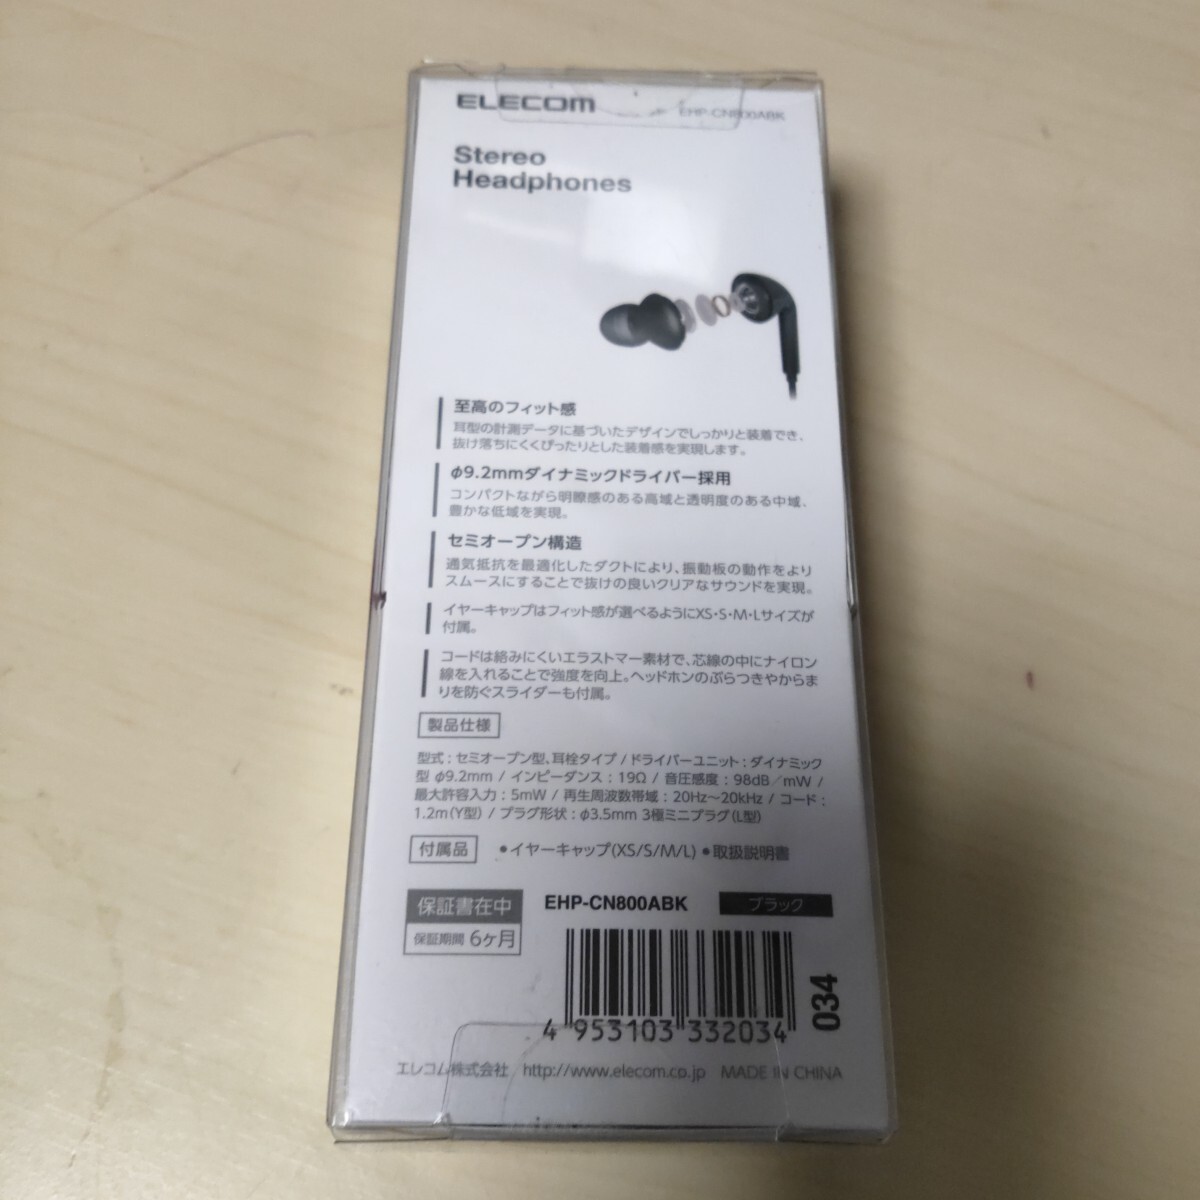 ELECOM EHP-CN800ABK
Stereo
Headphones
至高のフィット感
耳型の計測データに基づいたデザインでしっかりと装着でき、
抜け落ちにくくぴったりとした装着感を実現します。
φ9.2mmダイナミックドライバー採用
コンパクトながら明瞭感のある高域と透明度のある中域、
豊かな低域を実現。
セミオープン構造
通気抵抗を最適化したダクトにより、振動板の動作をより
スムースにすることで抜けの良いクリアなサウンドを実現。
イヤーキャップはフィット感が選べるようにXS・S・M・Lサイズが
付属。
コードは絡みにくいエラストマー素材で、芯線の中にナイロン
線を入れることで強度を向上。ヘッドホンのぶらつきやからま
りを防ぐスライダーも付属。
製品仕様
型式：セミオープン型、耳栓タイプ / ドライバーユニット：ダイナミック
型 φ9.2mm / インピーダンス：19Ω / 音圧感度：98dB／mW /
最大許容入力：5mW / 再生周波数帯域：20Hz～20kHz / コード：
1.2m（Y型） / プラグ形状：φ3.5mm 3極ミニプラグ（L型）
付属品 ●イヤーキャップ(XS/S/M/L) ●取扱説明書
保証書在中 EHP-CN800ABK ブラック
保証期間 6ヶ月
034
4 953103 332034
エレコム株式会社 http://www.elecom.co.jp MADE IN CHINA